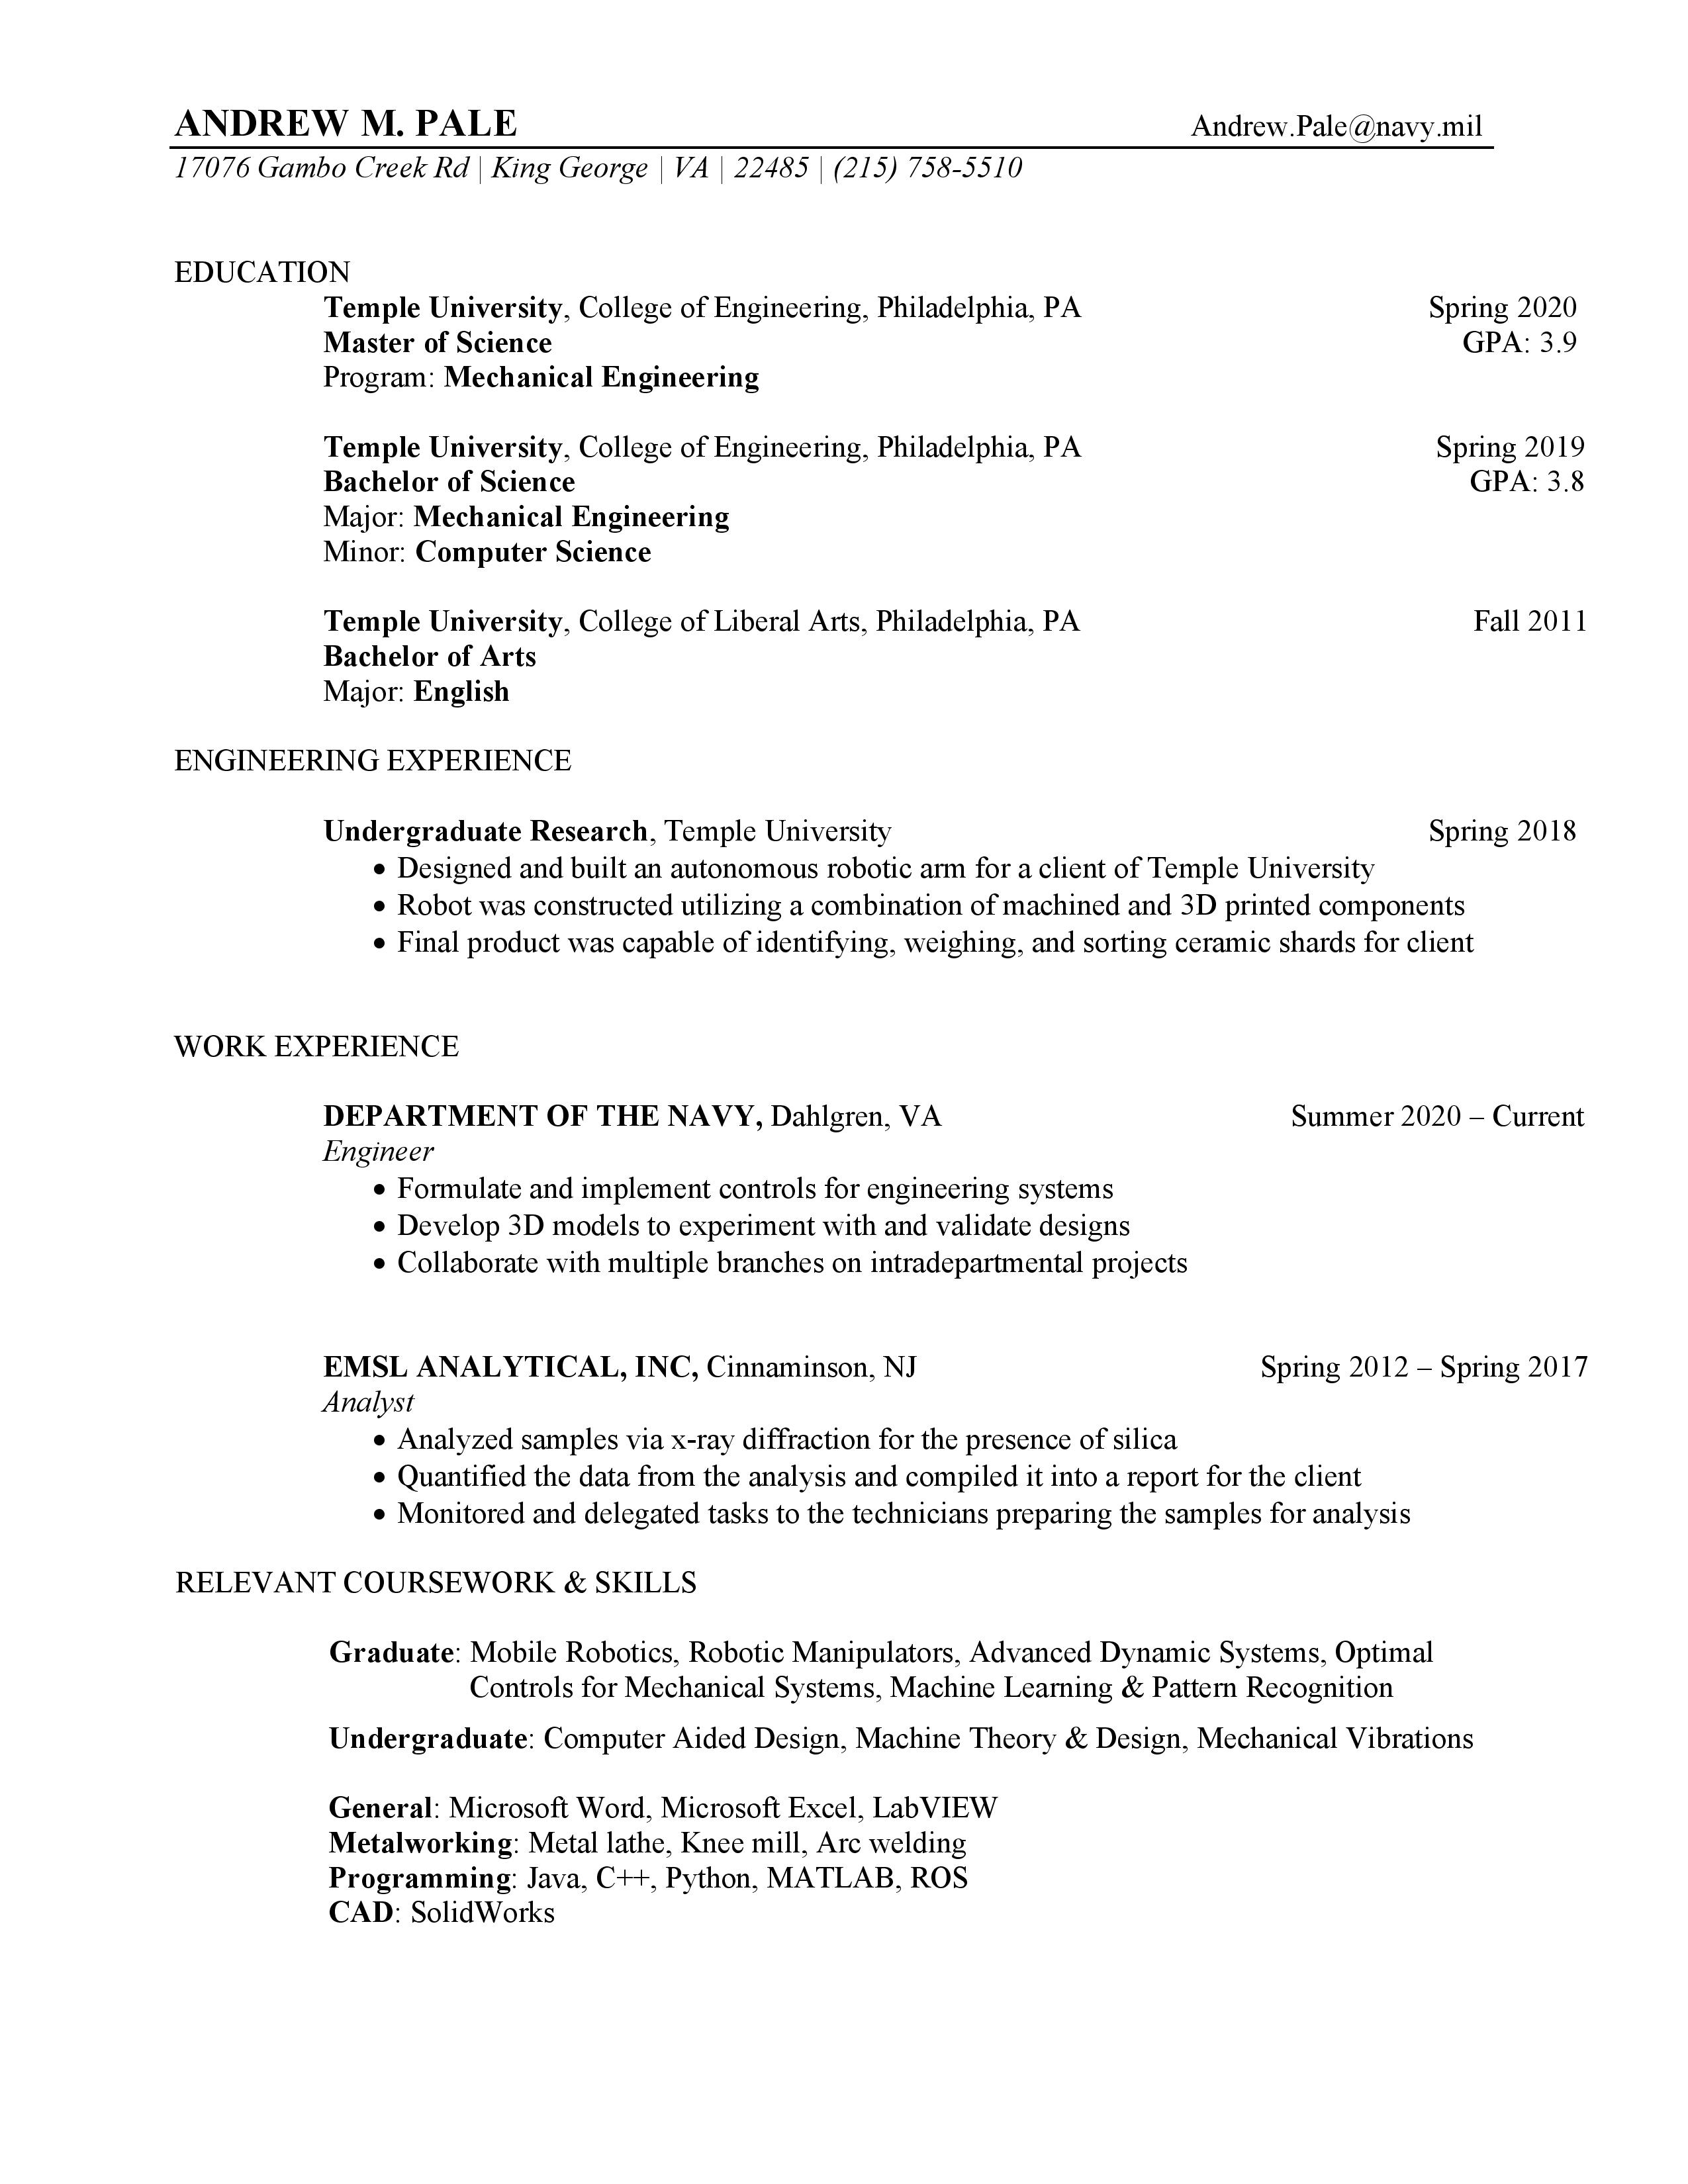 ANDREW M. PALE Andrew.Pale@navy.mil
17076 Gambo Creek Rd | King George | VA | 22485 | (215) 758-5510
EDUCATION
Temple University, College of Engineering, Philadelphia, PA Spring 2020
Master of Science GPA: 3.9
Program: Mechanical Engineering
Temple University, College of Engineering, Philadelphia, PA Spring 2019
Bachelor of Science GPA: 3.8
Major: Mechanical Engineering
Minor: Computer Science
Temple University, College of Liberal Arts, Philadelphia, PA Fall 2011
Bachelor of Arts
Major: English
ENGINEERING EXPERIENCE
Undergraduate Research, Temple University Spring 2018
• Designed and built an autonomous robotic arm for a client of Temple University
• Robot was constructed utilizing a combination of machined and 3D printed components
• Final product was capable of identifying, weighing, and sorting ceramic shards for client
WORK EXPERIENCE
DEPARTMENT OF THE NAVY, Dahlgren, VA Summer 2020 – Current
Engineer
• Formulate and implement controls for engineering systems
• Develop 3D models to experiment with and validate designs
• Collaborate with multiple branches on intradepartmental projects
EMSL ANALYTICAL, INC, Cinnaminson, NJ Spring 2012 – Spring 2017
Analyst
• Analyzed samples via x-ray diffraction for the presence of silica
• Quantified the data from the analysis and compiled it into a report for the client
• Monitored and delegated tasks to the technicians preparing the samples for analysis
RELEVANT COURSEWORK & SKILLS
Graduate: Mobile Robotics, Robotic Manipulators, Advanced Dynamic Systems, Optimal
Controls for Mechanical Systems, Machine Learning & Pattern Recognition
Undergraduate: Computer Aided Design, Machine Theory & Design, Mechanical Vibrations
General: Microsoft Word, Microsoft Excel, LabVIEW
Metalworking: Metal lathe, Knee mill, Arc welding
Programming: Java, C++, Python, MATLAB, ROS
CAD: SolidWorks